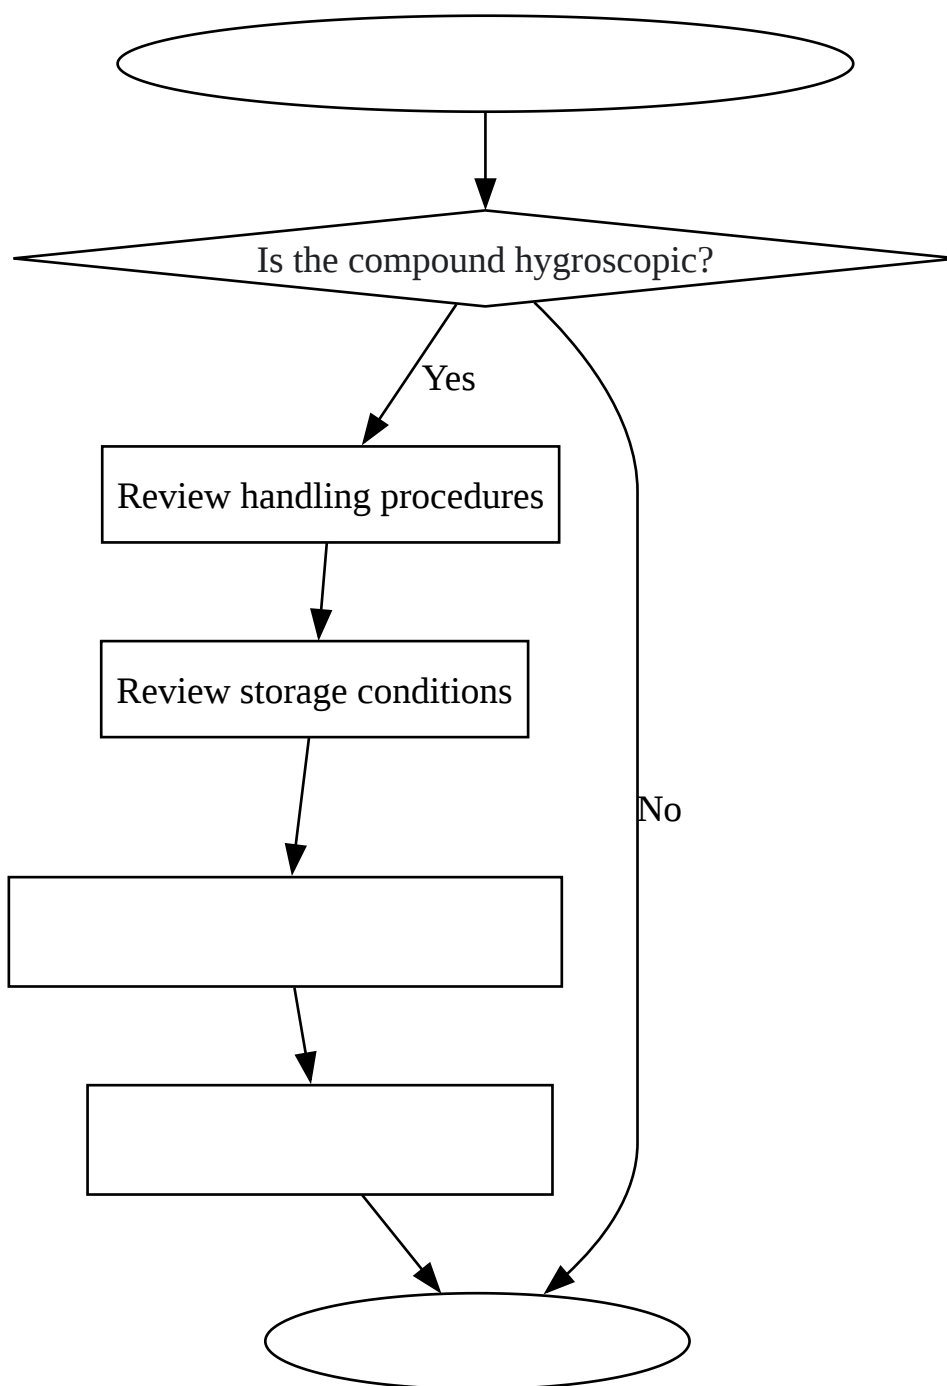 Is the compound hygroscopic?
Yes
Review handling procedures
Review storage conditions
No